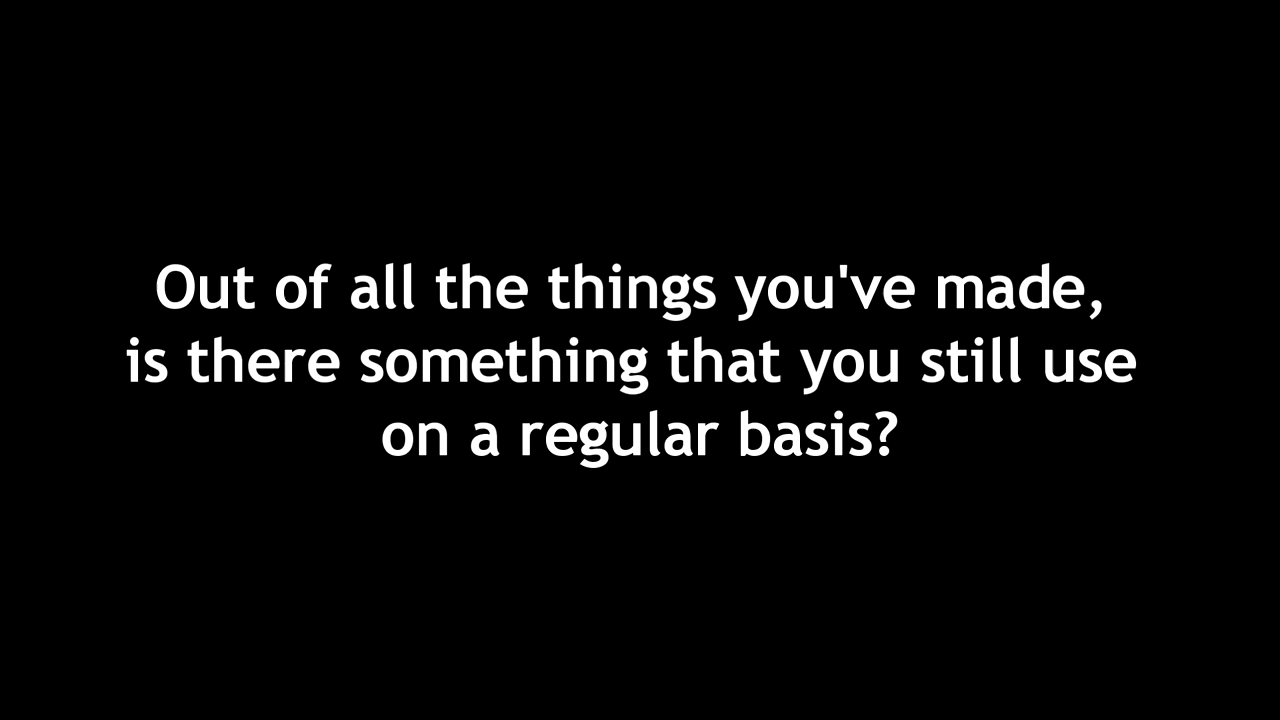 Out of all the things you've made,
is there something that you still use
on a regular basis?